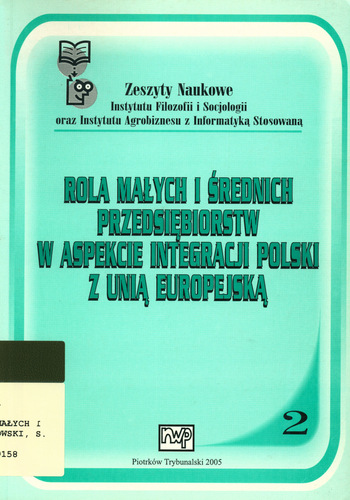 Zeszyty Naukowe
Instytutu Filozofii i Socjologii
oraz Instytutu Agrobiznesu z Informatyką Stosowaną
ROLA MAŁYCH I ŚREDNICH
PRZEDSIĘBIORSTW
W ASPEKCIE INTEGRACJI POLSKI
Z UNIĄ EUROPEJSKĄ
MAŁYCH I
OWSKI, S.
0158
2
nwp
Piotrków Trybunalski 2005